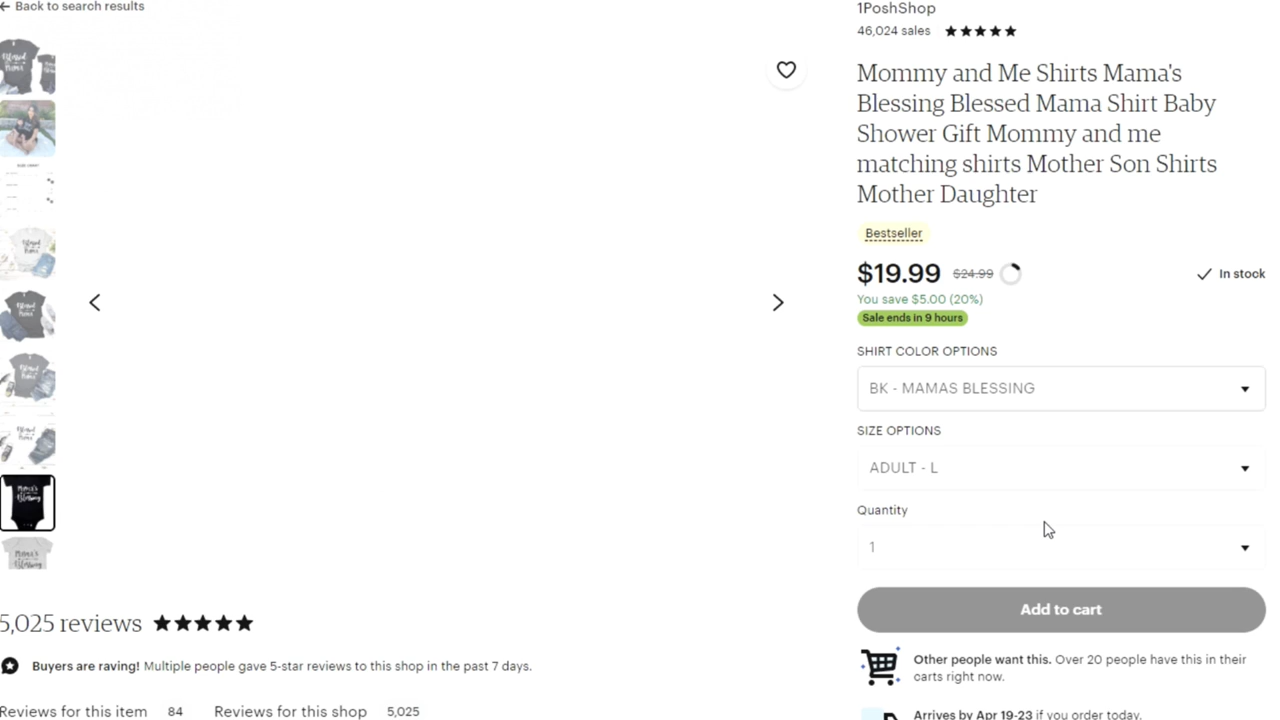 Back to search results
1PoshShop
46,024 sales
Mommy and Me Shirts Mama's
Blessing Blessed Mama Shirt Baby
Shower Gift Mommy and me
matching shirts Mother Son Shirts
Mother Daughter
Bestseller
$19.99 $24.99
In stock
You save $5.00 (20%)
Sale ends in 9 hours
SHIRT COLOR OPTIONS
BK - MAMAS BLESSING
SIZE OPTIONS
ADULT - L
Quantity
1
Add to cart
Other people want this. Over 20 people have this in their
carts right now.
Arrives by Apr 19-23 if you order today.
5,025 reviews
Buyers are raving! Multiple people gave 5-star reviews to this shop in the past 7 days.
Reviews for this item 84 Reviews for this shop 5,025